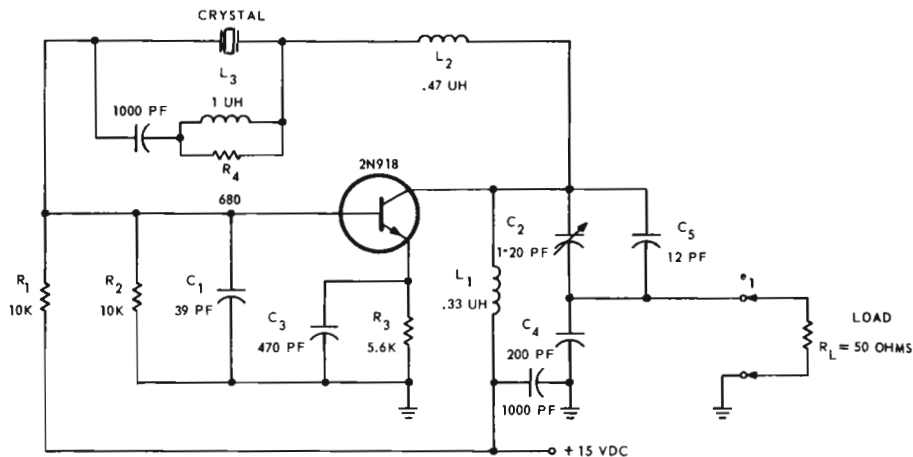 CRYSTAL
L3
1 UH
1000 PF
R4
680
L2
.47 UH
2N918
R1
10K
R2
10K
C1
39 PF
C3
470 PF
R3
5.6K
L1
.33 UH
C2
1-20 PF
C5
12 PF
C4
200 PF
1000 PF
e1
LOAD
RL = 50 OHMS
+ 15 VDC